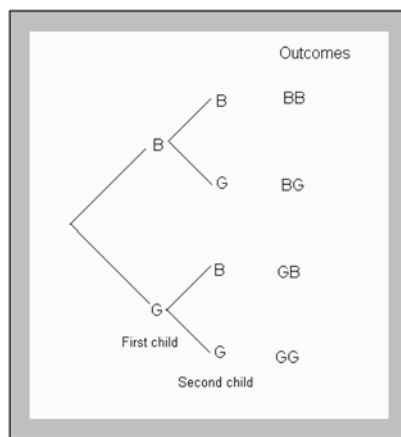 Outcomes
B BB
B
G BG
B GB
G
First child
G GG
Second child